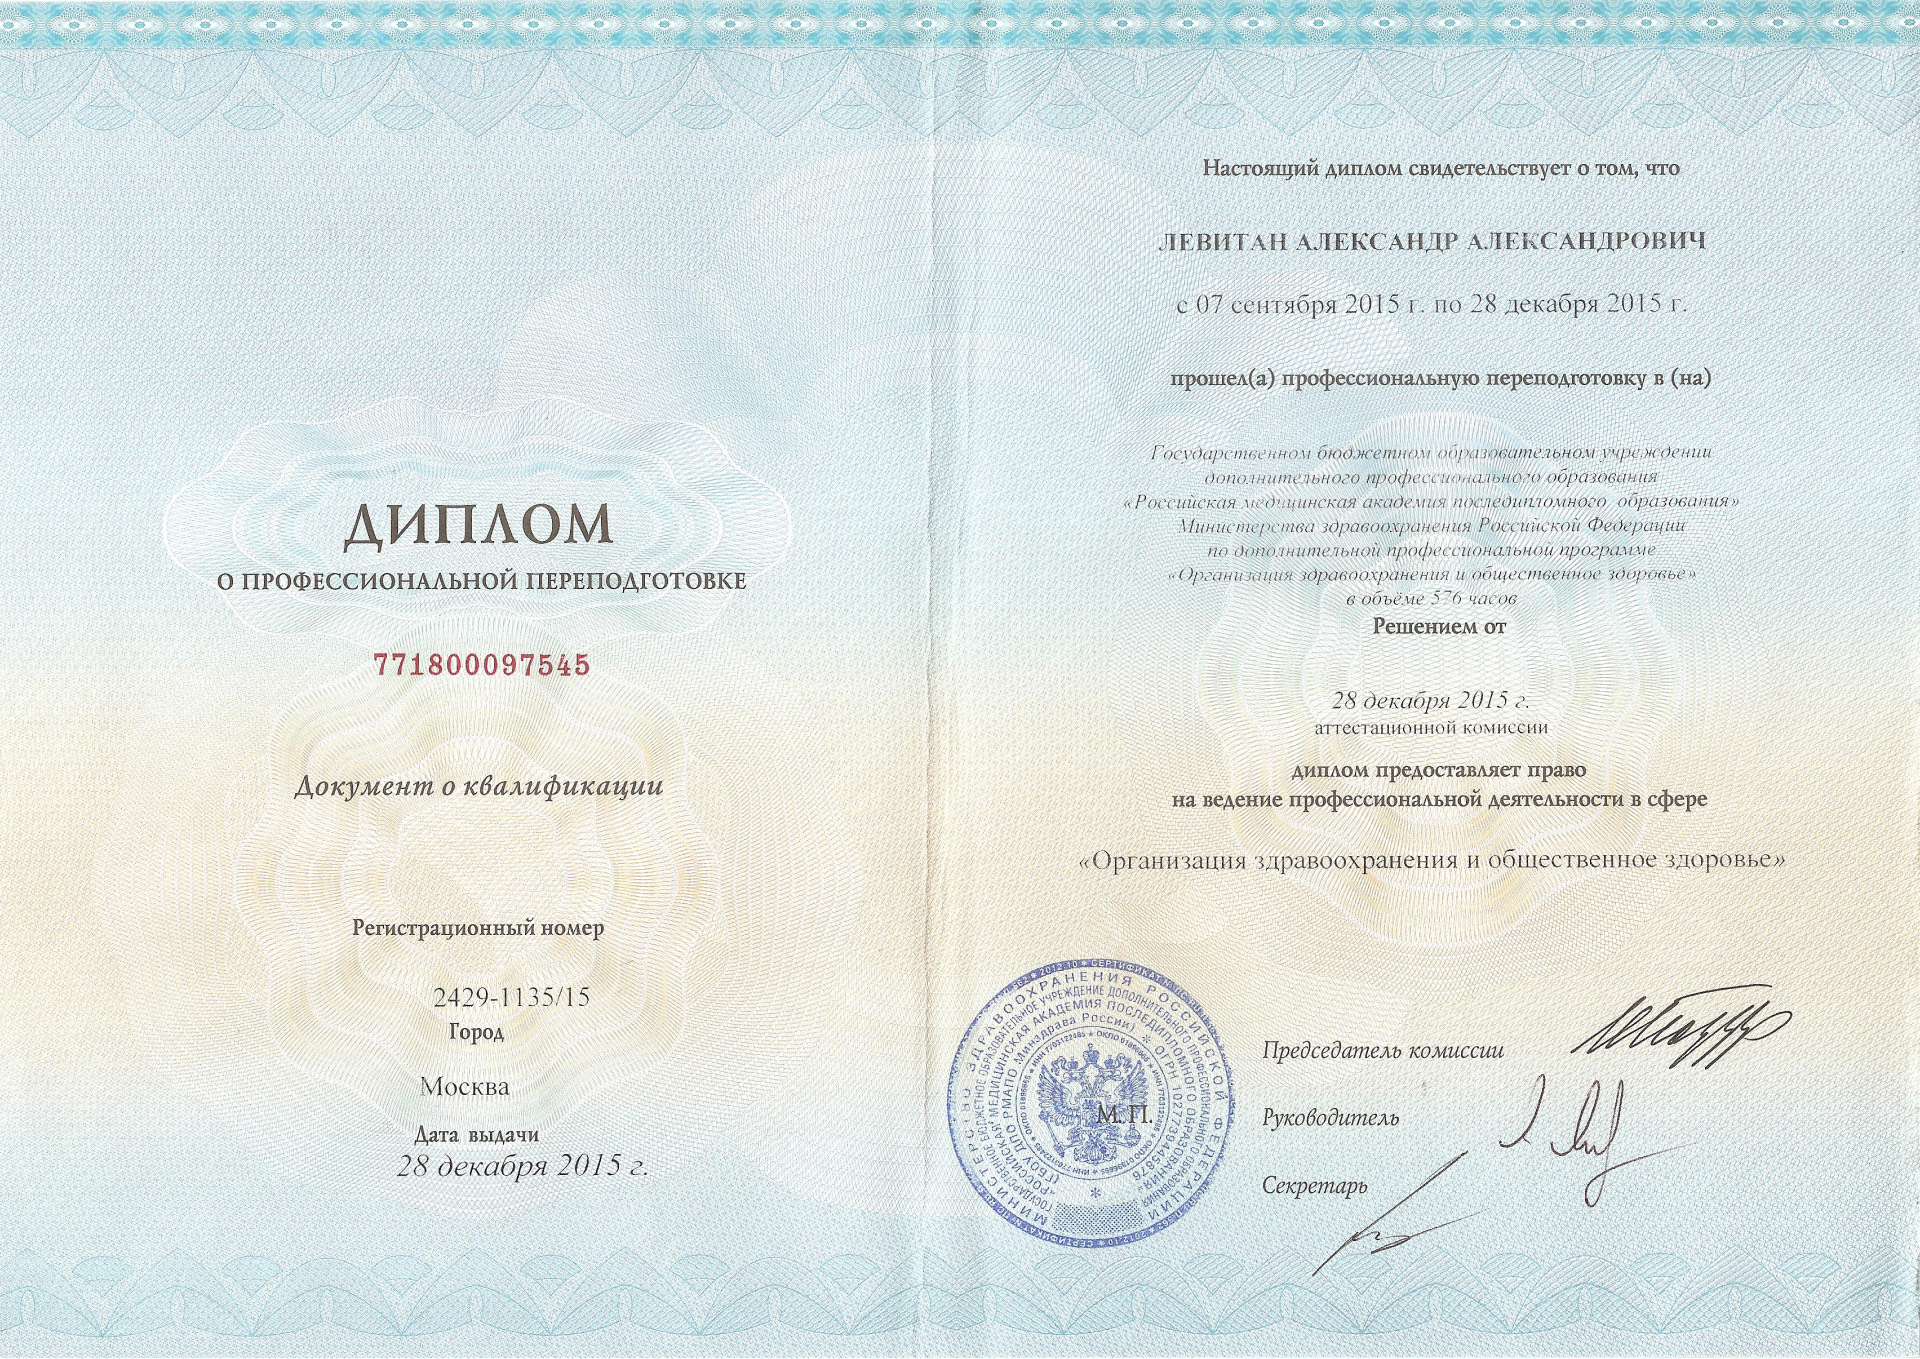 ДИПЛОМ
О ПРОФЕССИОНАЛЬНОЙ ПЕРЕПОДГОТОВКЕ
771800097545
Документ о квалификации
Регистрационный номер
2429-1135/15
Город
Москва
Дата выдачи
28 декабря 2015 г.
Настоящий диплом свидетельствует о том, что
ЛЕВИТАН АЛЕКСАНДР АЛЕКСАНДРОВИЧ
с 07 сентября 2015 г. по 28 декабря 2015 г.
прошел(а) профессиональную переподготовку в (на)
Государственном бюджетном образовательном учреждении
дополнительного профессионального образования
«Российская медицинская академия последипломного образования»
Министерства здравоохранения Российской Федерации
по дополнительной профессиональной программе
«Организация здравоохранения и общественное здоровье»
в объёме 576 часов
Решением от
28 декабря 2015 г.
аттестационной комиссии
диплом предоставляет право
на ведение профессиональной деятельности в сфере
«Организация здравоохранения и общественное здоровье»
Председатель комиссии
Руководитель
Секретарь
М.П.
МИНИСТЕРСТВО ЗДРАВООХРАНЕНИЯ РОССИЙСКОЙ ФЕДЕРАЦИИ
ГОСУДАРСТВЕННОЕ БЮДЖЕТНОЕ ОБРАЗОВАТЕЛЬНОЕ УЧРЕЖДЕНИЕ ДОПОЛНИТЕЛЬНОГО ПРОФЕССИОНАЛЬНОГО ОБРАЗОВАНИЯ
"РОССИЙСКАЯ МЕДИЦИНСКАЯ АКАДЕМИЯ ПОСЛЕДИПЛОМНОГО ОБРАЗОВАНИЯ"
(ГБОУ ДПО РМАПО Минздрава России) * ОГРН 1027739445876